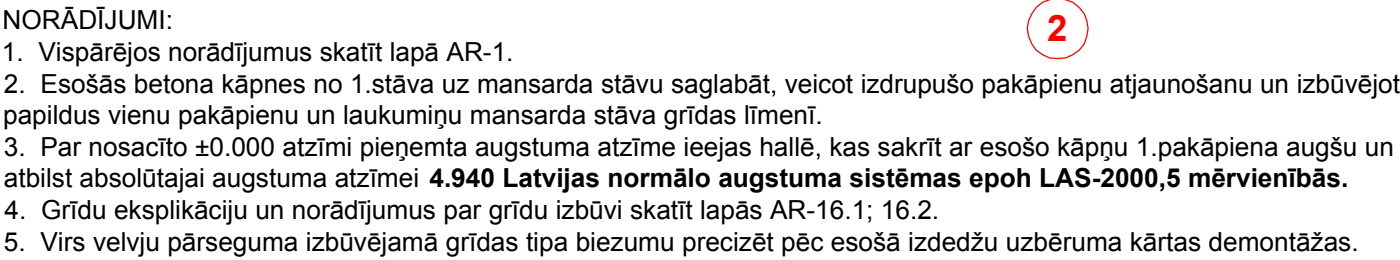 NORĀDĪJUMI:
2
1. Vispārējos norādījumus skatīt lapā AR-1.
2. Esošās betona kāpnes no 1.stāva uz mansarda stāvu saglabāt, veicot izdrupušo pakāpienu atjaunošanu un izbūvējot
papildus vienu pakāpienu un laukumiņu mansarda stāva grīdas līmenī.
3. Par nosacīto ±0.000 atzīmi pieņemta augstuma atzīme ieejas hallē, kas sakrīt ar esošo kāpņu 1.pakāpiena augšu un
atbilst absolūtajai augstuma atzīmei 4.940 Latvijas normālo augstuma sistēmas epoh LAS-2000,5 mērvienībās.
4. Grīdu eksplikāciju un norādījumus par grīdu izbūvi skatīt lapās AR-16.1; 16.2.
5. Virs velvju pārseguma izbūvējamā grīdas tipa biezumu precizēt pēc esošā izdedžu uzbēruma kārtas demontāžas.